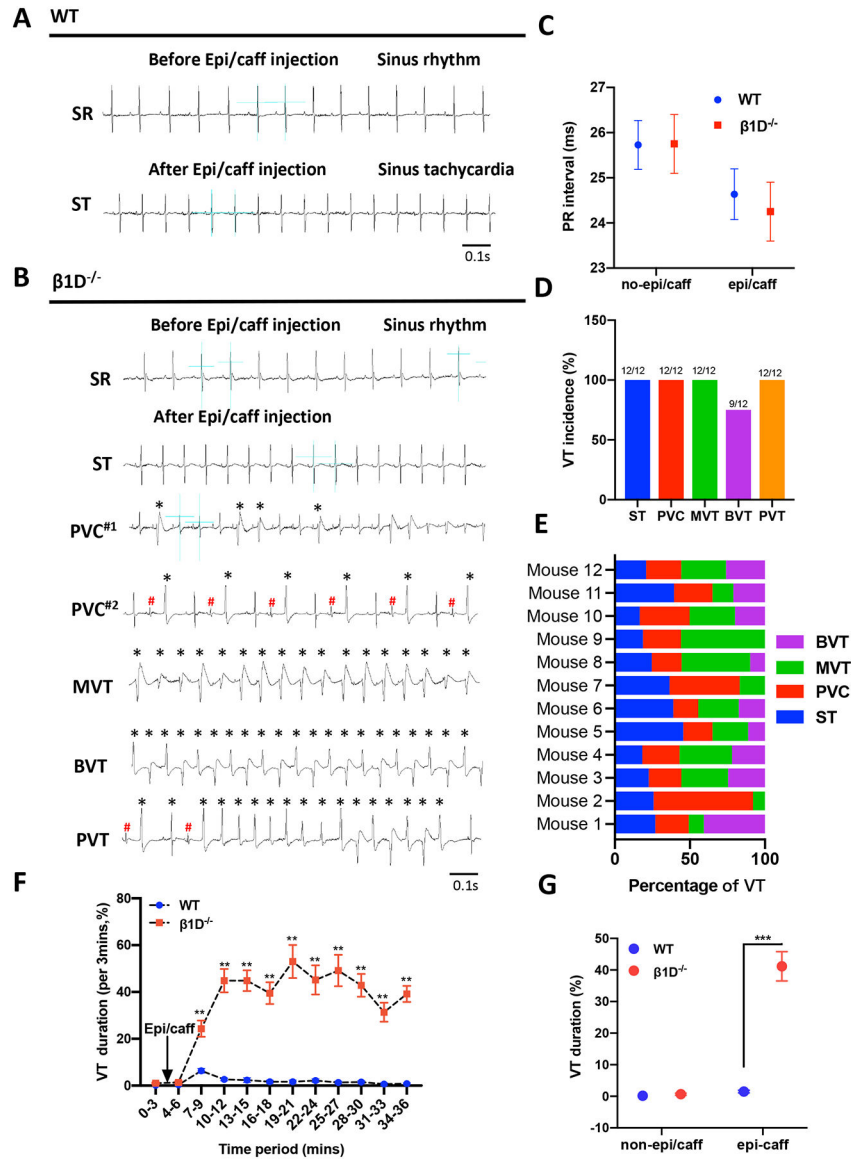 A
WT
Before Epi/caff injection Sinus rhythm
SR
After Epi/caff injection Sinus tachycardia
ST
0.1s
B
β1D-/-
Before Epi/caff injection Sinus rhythm
SR
After Epi/caff injection
ST
* * * *
PVC#1
* * * * * *
# # # # # #
PVC#2
* * * * * * * * * * * * * * *
MVT
* * * * * * * * * * * * * * * * * *
BVT
* * * * * * * * * * * * * *
# #
PVT
0.1s
C
27
26
25
24
23
PR interval (ms)
WT
β1D-/-
no-epi/caff epi/caff
D
150
100
50
0
VT incidence (%)
12/12 12/12 12/12 9/12 12/12
ST PVC MVT BVT PVT
E
Mouse 12
Mouse 11
Mouse 10
Mouse 9
Mouse 8
Mouse 7
Mouse 6
Mouse 5
Mouse 4
Mouse 3
Mouse 2
Mouse 1
BVT
MVT
PVC
ST
0 50 100
Percentage of VT
F
80
60
40
20
0
VT duration (per 3mins,%)
WT
β1D-/-
Epi/caff
** ** ** ** ** ** ** ** ** **
0-3 4-6 7-9 10-12 13-15 16-18 19-21 22-24 25-27 28-30 31-33 34-36
Time period (mins)
G
50
40
30
20
10
0
-10
VT duration (%)
WT
β1D-/-
***
non-epi/caff epi-caff